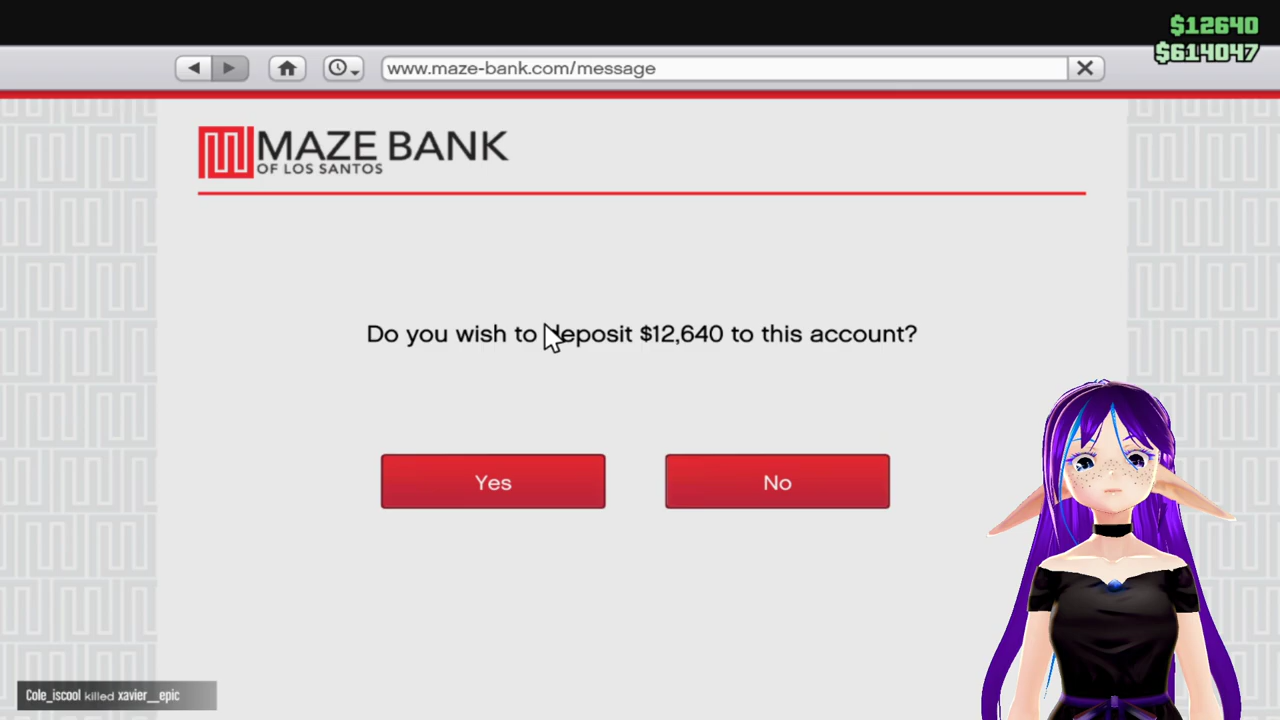 $12640
$614047
www.maze-bank.com/message
MAZE BANK
OF LOS SANTOS
Do you wish to deposit $12,640 to this account?
Yes
No
Cole_iscool killed xavier__epic